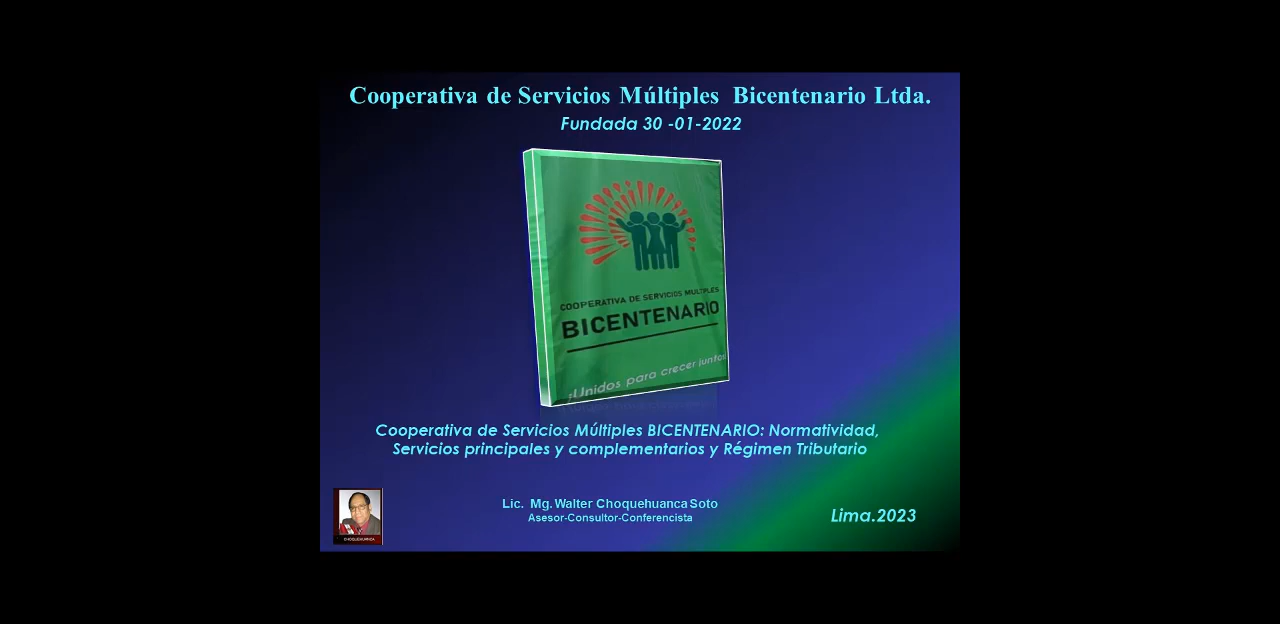 Cooperativa de Servicios Múltiples Bicentenario Ltda.
Fundada 30 -01-2022
COOPERATIVA DE SERVICIOS MÚLTIPLES
BICENTENARIO
¡Unidos para crecer juntos!
Cooperativa de Servicios Múltiples BICENTENARIO: Normatividad,
Servicios principales y complementarios y Régimen Tributario
Lic. Mg. Walter Choquehuanca Soto
Asesor-Consultor-Conferencista
Lima.2023
CHOQUEHUANCA